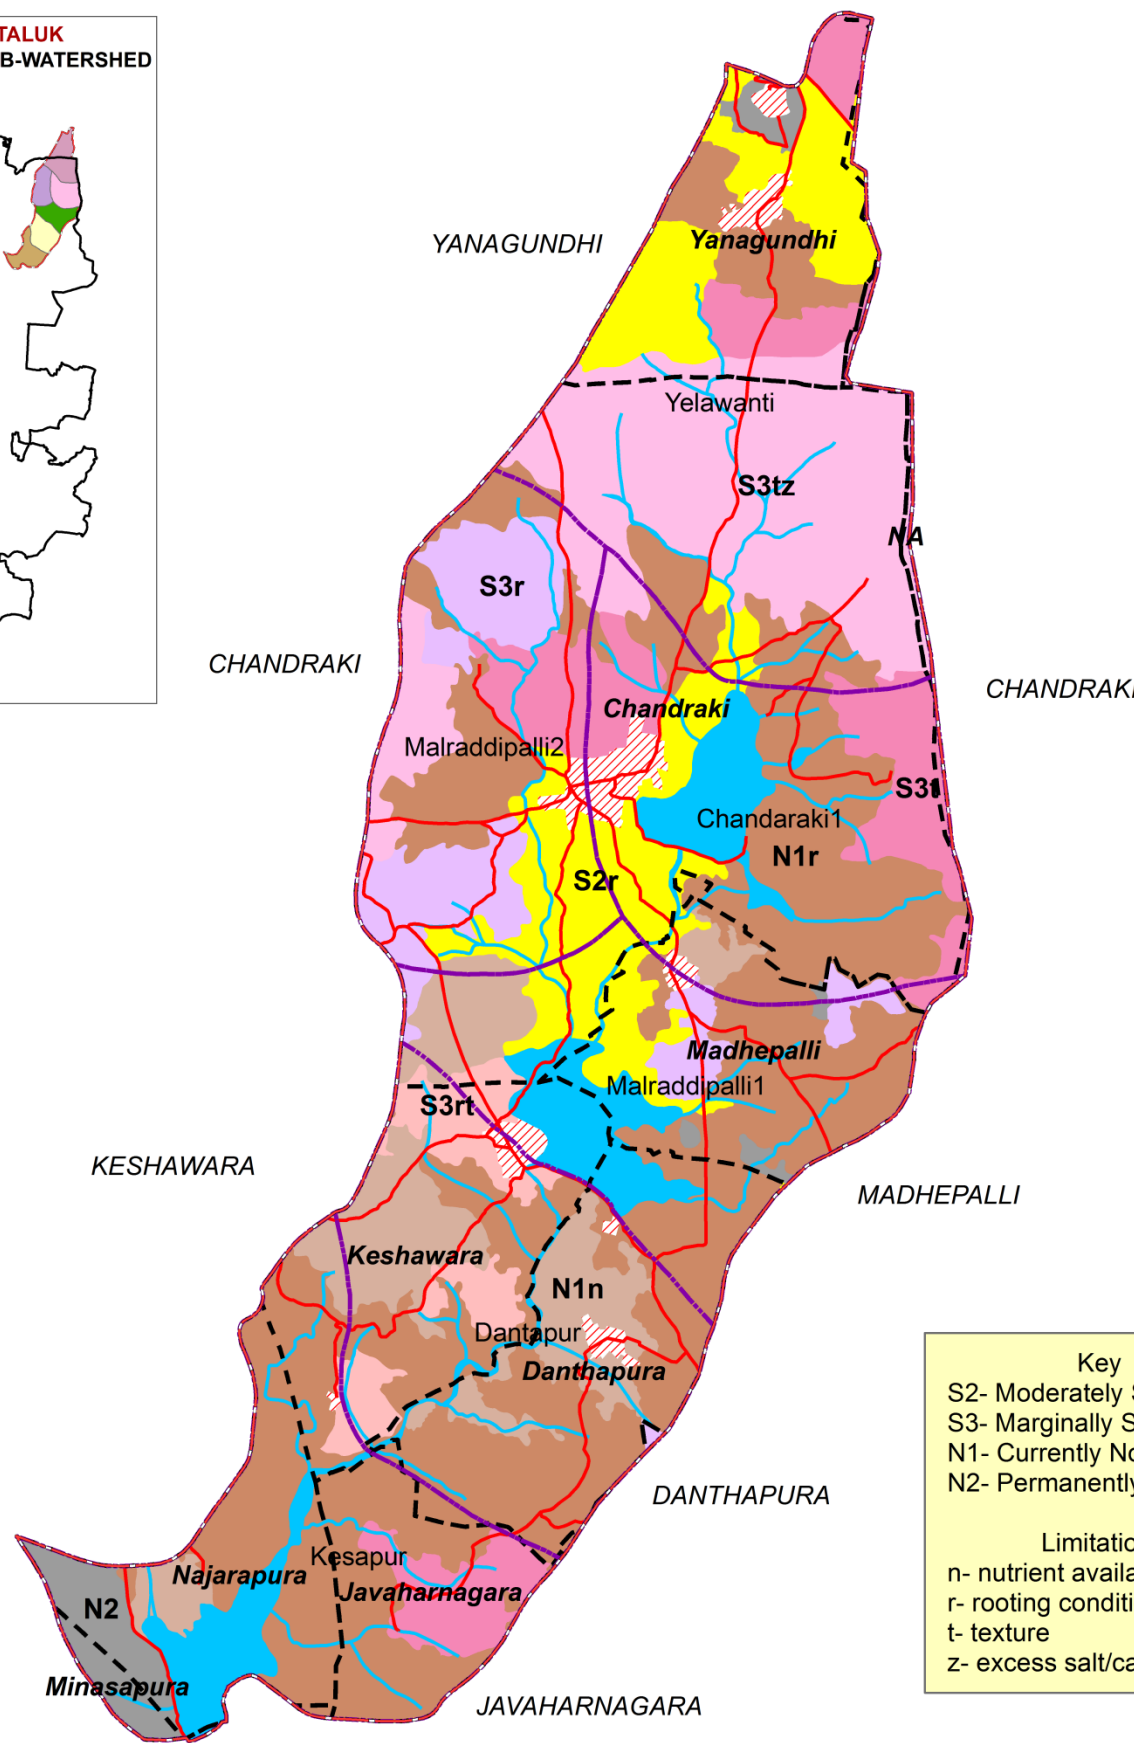 TALUK
B-WATERSHED
YANAGUNDHI
Yanagundhi
Yelawanti
S3tz
NA
S3r
CHANDRAKI
CHANDRAKI
Chandraki
Malraddipalli2
S3t
Chandaraki1
N1r
S2r
Madhepalli
Malraddipalli1
S3rt
KESHAWARA
MADHEPALLI
Keshawara
N1n
Dantapur
Danthapura
DANTHAPURA
Kesapur
Najarapura
Javaharnagara
N2
Minasapura
JAVAHARNAGARA
Key
S2- Moderately S
S3- Marginally S
N1- Currently No
N2- Permanently
Limitatio
n- nutrient availa
r- rooting conditi
t- texture
z- excess salt/ca